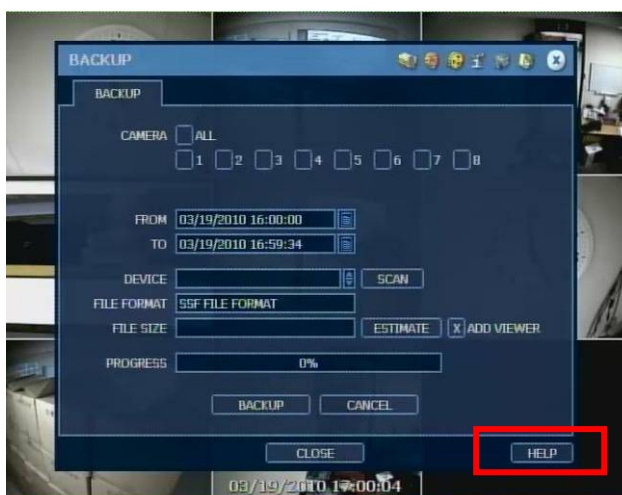 BACKUP
BACKUP
CAMERA ALL
1 2 3 4 5 6 7 8
FROM 03/19/2010 16:00:00
TO 03/19/2010 16:59:34
DEVICE SCAN
FILE FORMAT SSF FILE FORMAT
FILE SIZE ESTIMATE X ADD VIEWER
PROGRESS 0%
BACKUP CANCEL
CLOSE HELP
03/19/2010 17:00:04